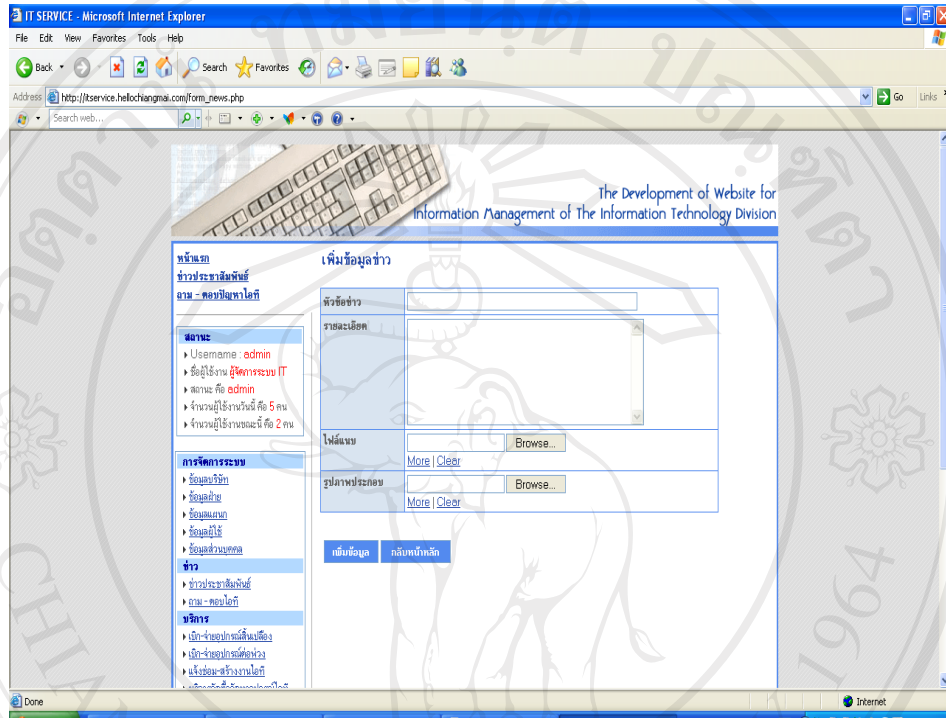 IT SERVICE - Microsoft Internet Explorer
File Edit View Favorites Tools Help
Back Search Favorites
Address http://itservice.hellochiangmai.com/form_news.php Go Links
Search web...
The Development of Website for
Information Management of The Information Technology Division
หน้าแรก
ข่าวประชาสัมพันธ์
ถาม - ตอบปัญหาไอที
สถานะ
Username : admin
ชื่อผู้ใช้งาน ผู้จัดการระบบ IT
สถานะ คือ admin
จำนวนผู้ใช้งานวันนี้ คือ 5 คน
จำนวนผู้ใช้งานขณะนี้ คือ 2 คน
การจัดการระบบ
ข้อมูลบริษัท
ข้อมูลฝ่าย
ข้อมูลแผนก
ข้อมูลผู้ใช้
ข้อมูลส่วนบุคคล
ข่าว
ข่าวประชาสัมพันธ์
ถาม - ตอบไอที
บริการ
เบิก-จ่ายอุปกรณ์สิ้นเปลือง
เบิก-จ่ายอุปกรณ์ต่อพ่วง
แจ้งซ่อม-สร้างงานไอที
เพิ่มข้อมูลข่าว
หัวข้อข่าว
รายละเอียด
ไฟล์แนบ Browse...
More | Clear
รูปภาพประกอบ Browse...
More | Clear
เพิ่มข้อมูล กลับหน้าหลัก
Done Internet
1964